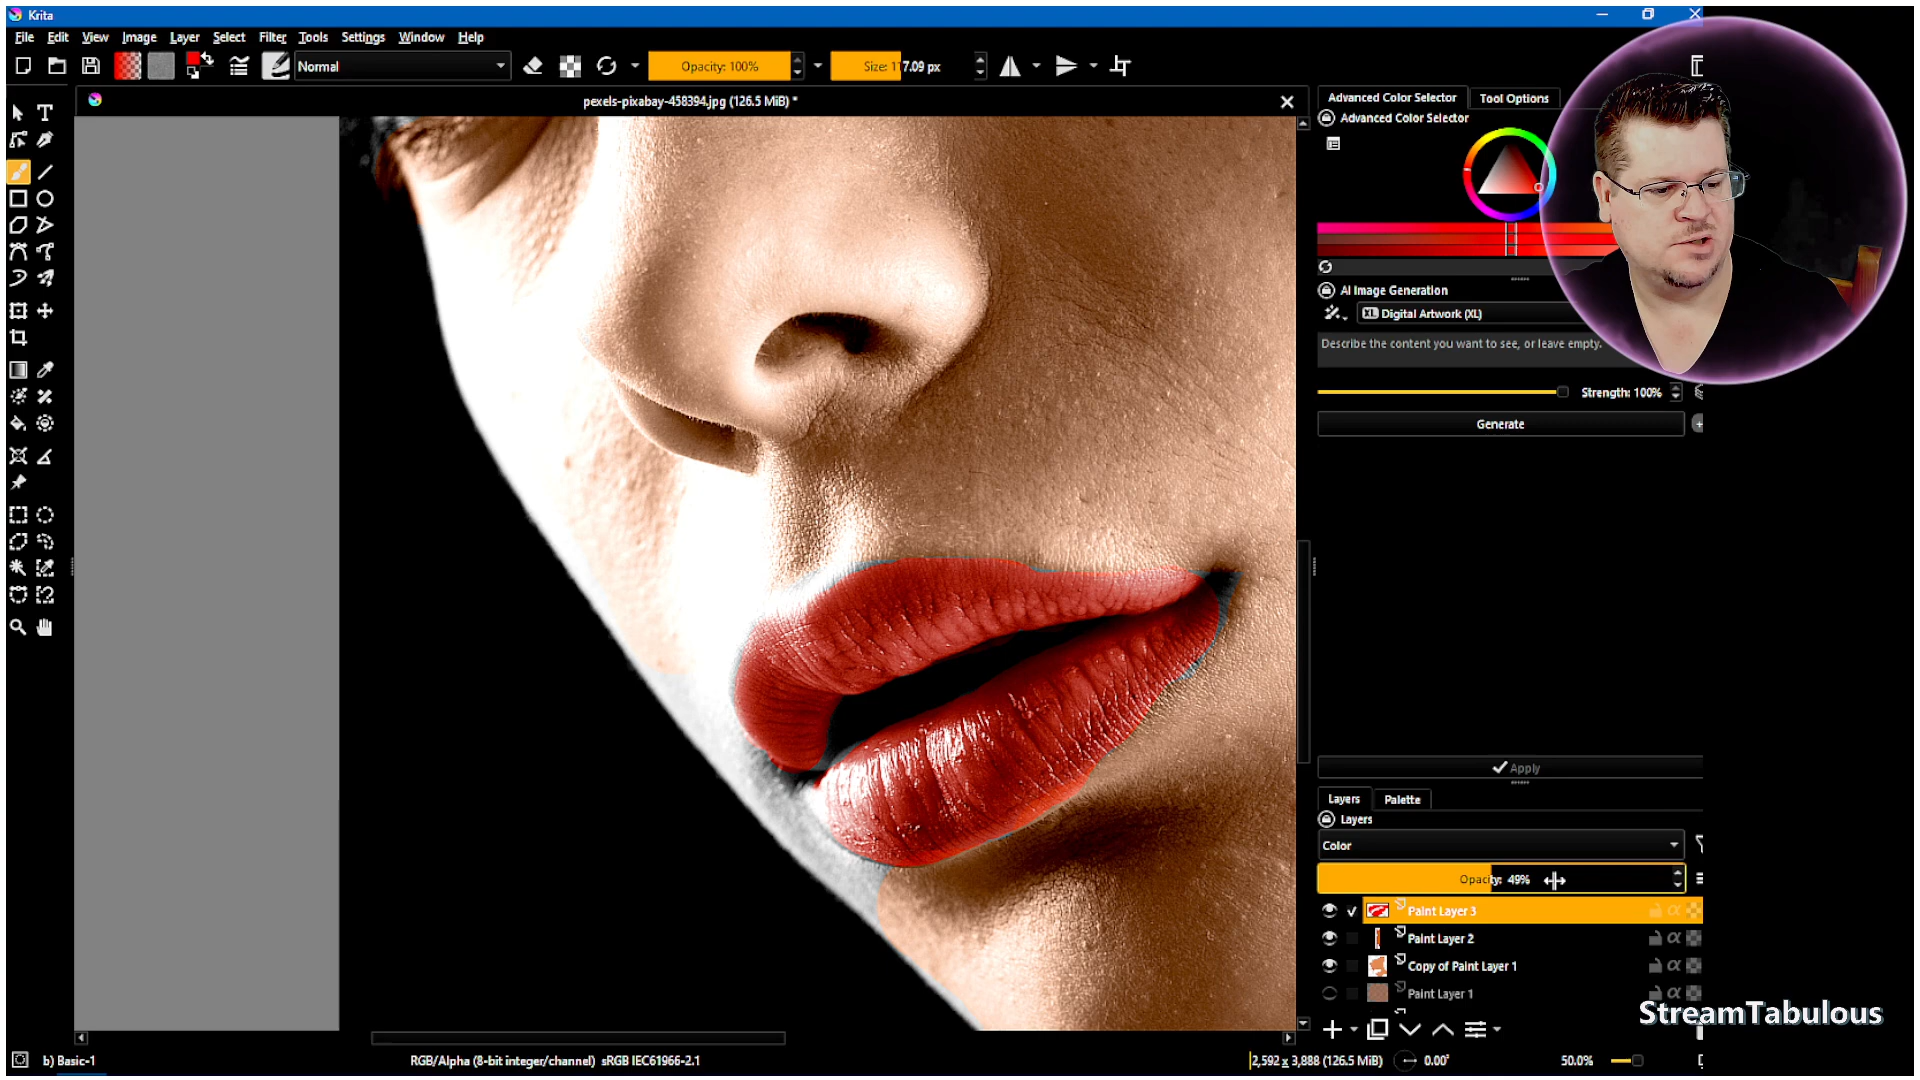 Krita
File Edit View Image Layer Select Filter Tools Settings Window Help
Normal
Opacity: 100%
Size: 117.09 px
pexels-pixabay-458394.jpg (126.5 MiB) *
Advanced Color Selector
Tool Options
Advanced Color Selector
AI Image Generation
XL Digital Artwork (XL)
Describe the content you want to see, or leave empty.
Strength: 100%
Generate
Apply
Layers
Palette
Layers
Color
Opacity: 49%
Paint Layer 3
Paint Layer 2
Copy of Paint Layer 1
Paint Layer 1
StreamTabulous
b) Basic-1
RGB/Alpha (8-bit integer/channel) sRGB IEC61966-2.1
2,592 x 3,888 (126.5 MiB)
0.00°
50.0%